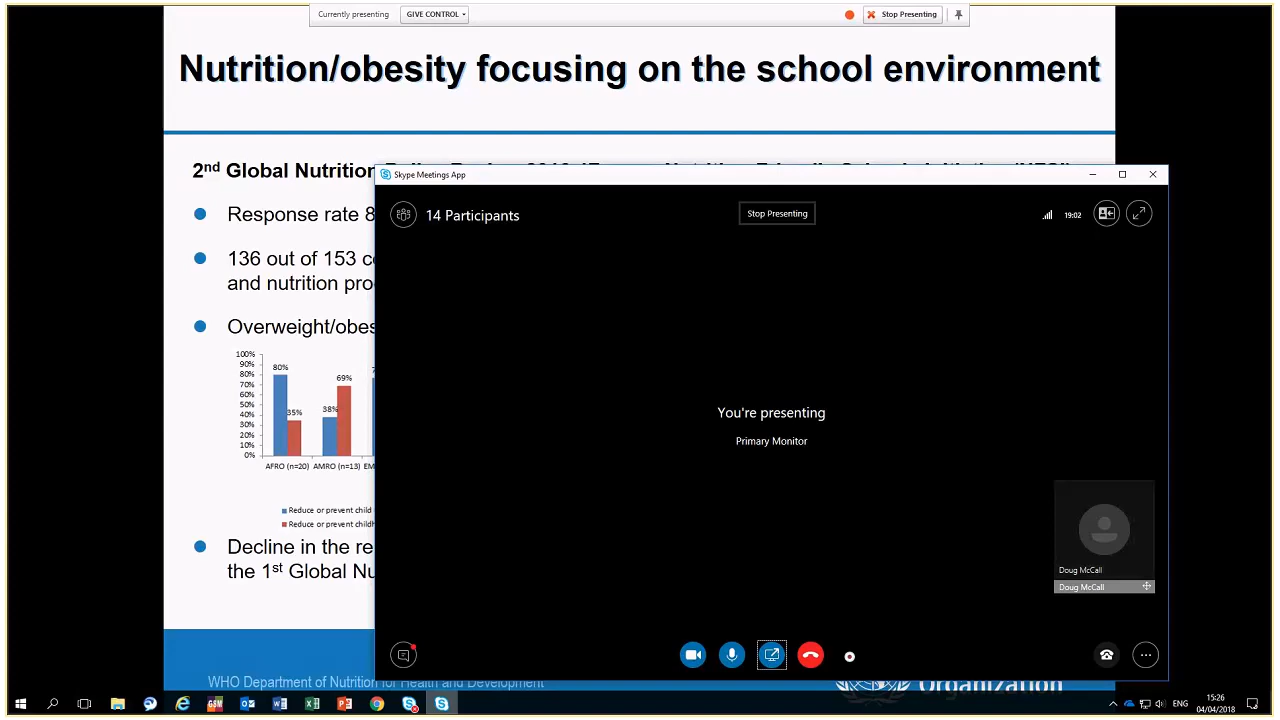 Currently presenting GIVE CONTROL Stop Presenting
Nutrition/obesity focusing on the school environment
2nd Global Nutrition
Skype Meetings App
Response rate 8
14 Participants
Stop Presenting
19:02
136 out of 153 c
and nutrition pro
Overweight/obes
100%
90%
80%
70%
60%
50%
40%
30%
20%
10%
0%
80%
35%
38%
69%
AFRO (n=20) AMRO (n=13) EM
Reduce or prevent child
Reduce or prevent childh
You're presenting
Primary Monitor
Decline in the re
the 1st Global Nu
Doug McCall
Doug McCall
WHO Department of Nutrition for Health and Development
Organization
GSM
ENG
15:26
04/04/2018